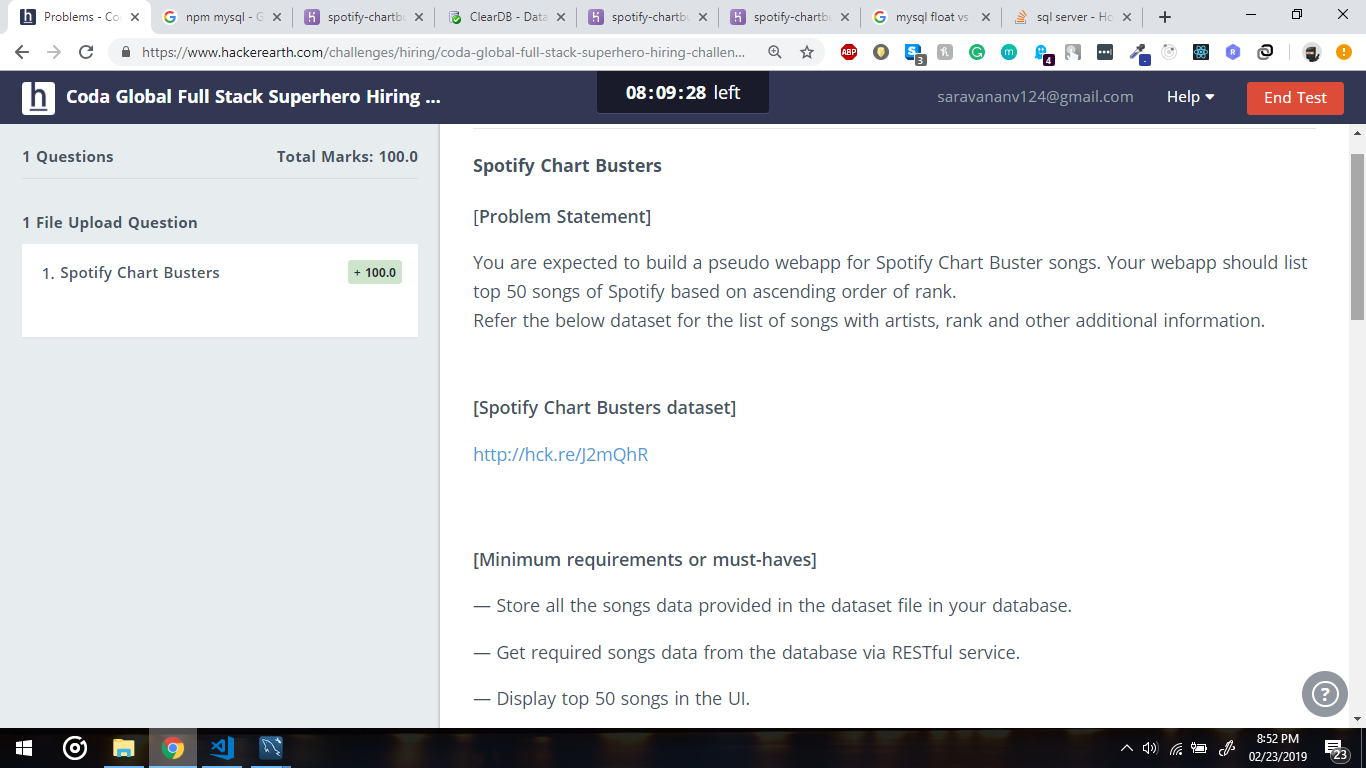 Problems - Co
npm mysql - G
spotify-chartbu
ClearDB - Data
spotify-chartbu
spotify-chartbu
mysql float vs
sql server - Ho
https://www.hackerearth.com/challenges/hiring/coda-global-full-stack-superhero-hiring-challen...
ABP
3
4
h Coda Global Full Stack Superhero Hiring ...
08:09:28 left
saravananv124@gmail.com
Help
End Test
1 Questions
Total Marks: 100.0
1 File Upload Question
1. Spotify Chart Busters
+ 100.0
Spotify Chart Busters
[Problem Statement]
You are expected to build a pseudo webapp for Spotify Chart Buster songs. Your webapp should list
top 50 songs of Spotify based on ascending order of rank.
Refer the below dataset for the list of songs with artists, rank and other additional information.
[Spotify Chart Busters dataset]
http://hck.re/J2mQhR
[Minimum requirements or must-haves]
— Store all the songs data provided in the dataset file in your database.
— Get required songs data from the database via RESTful service.
— Display top 50 songs in the UI.
?
8:52 PM
02/23/2019
23